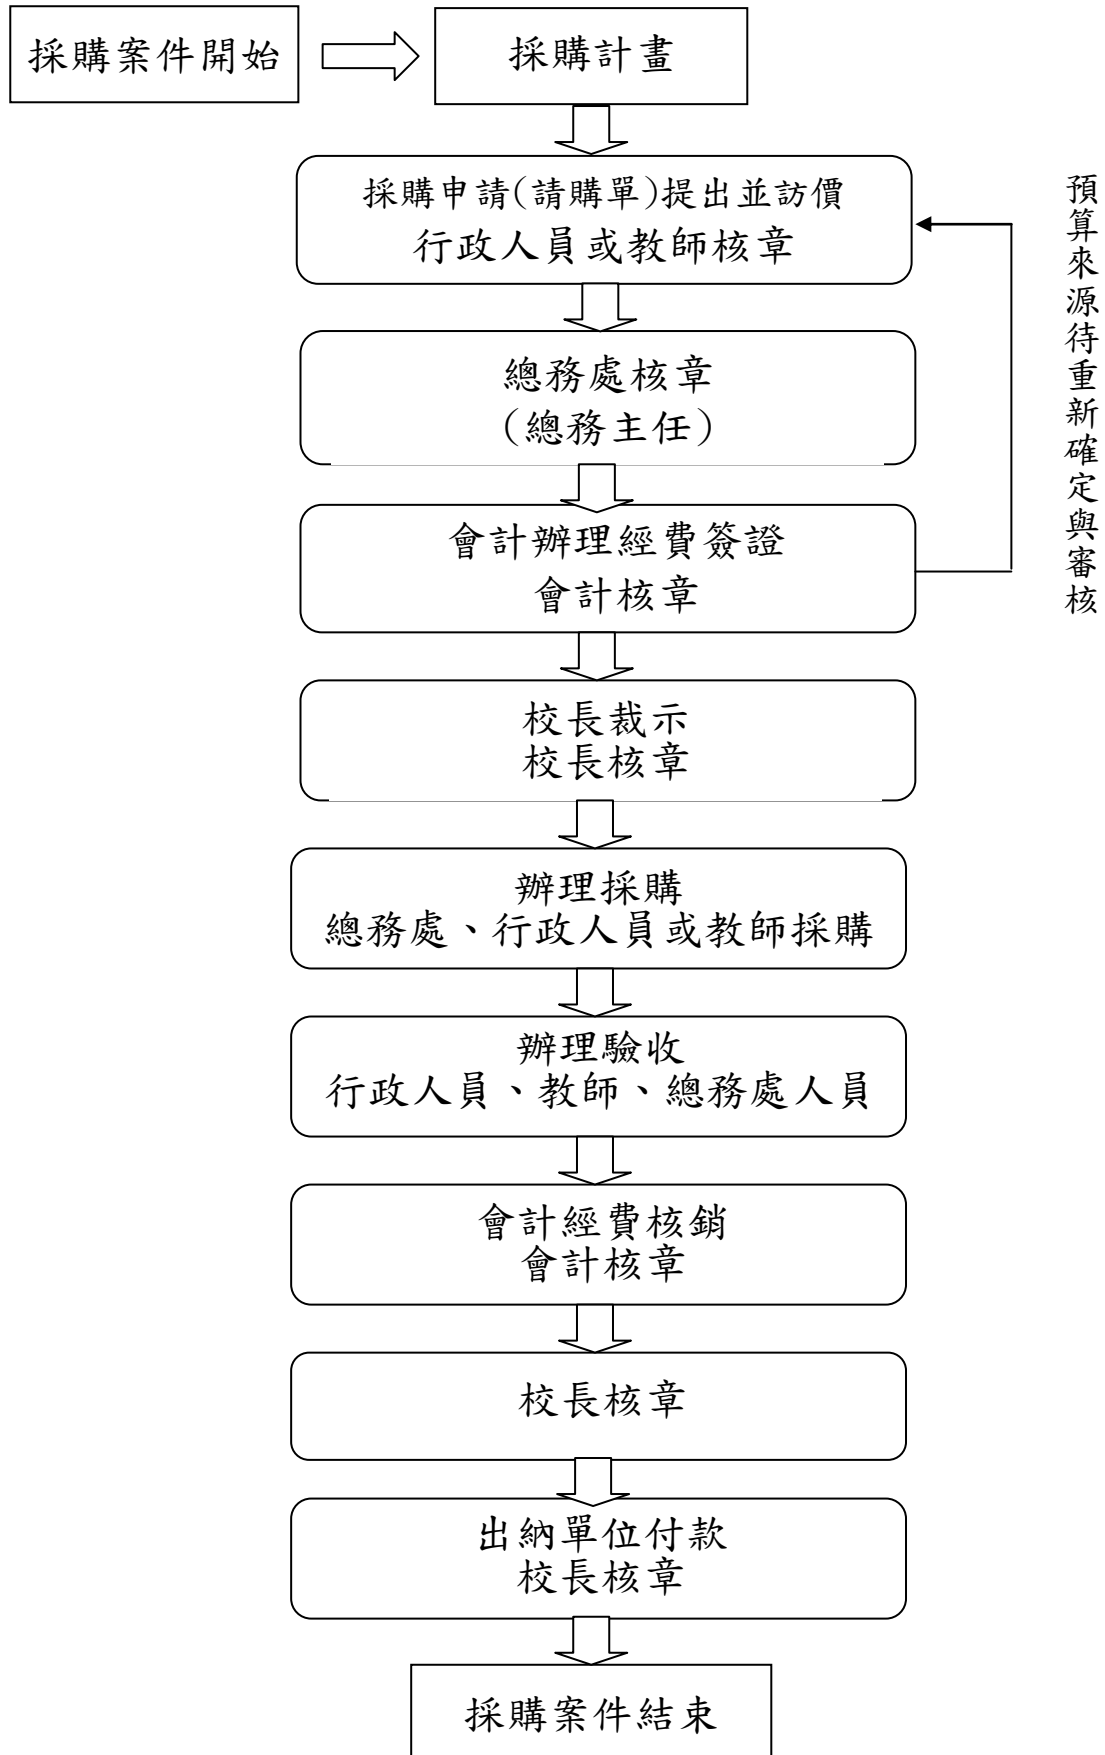 採購案件開始
採購計畫
採購申請(請購單)提出並訪價
行政人員或教師核章
總務處核章
(總務主任)
會計辦理經費簽證
會計核章
預算來源待重新確定與審核
校長裁示
校長核章
辦理採購
總務處、行政人員或教師採購
辦理驗收
行政人員、教師、總務處人員
會計經費核銷
會計核章
校長核章
出納單位付款
校長核章
採購案件結束